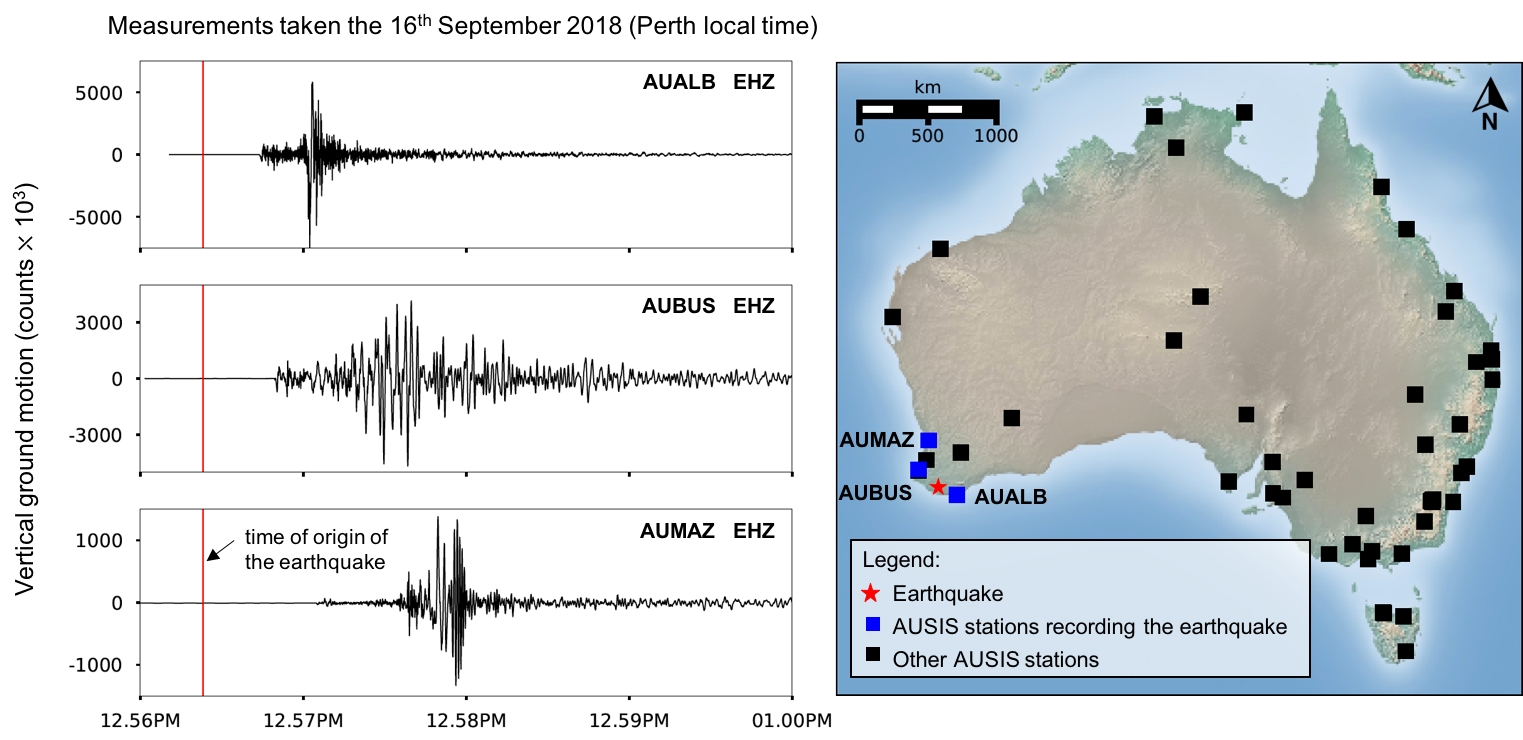 Measurements taken the 16th September 2018 (Perth local time)
Vertical ground motion (counts × 10³)
AUALB EHZ
5000
0
-5000
AUBUS EHZ
3000
0
-3000
AUMAZ EHZ
time of origin of
the earthquake
1000
0
-1000
12.56PM 12.57PM 12.58PM 12.59PM 01.00PM
km
0 500 1000
N
AUMAZ
AUBUS
AUALB
Legend:
Earthquake
AUSIS stations recording the earthquake
Other AUSIS stations